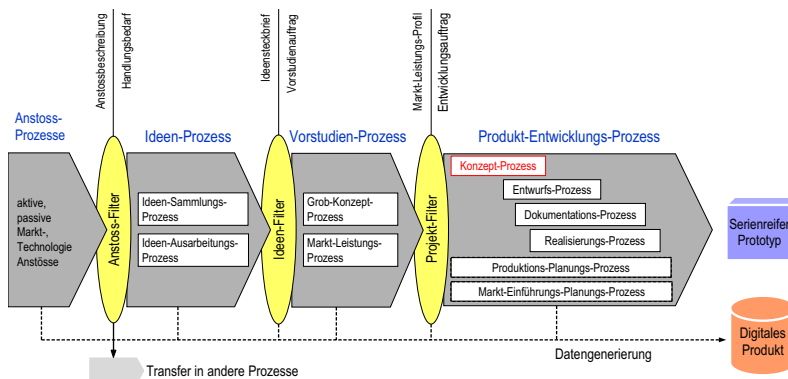 Anstossbeschreibung
Handlungsbedarf
Ideensteckbrief
Vorstudienauftrag
Markt-Leistungs-Profil
Entwicklungsauftrag
Anstoss-
Prozesse
Ideen-Prozess
Vorstudien-Prozess
Produkt-Entwicklungs-Prozess
aktive,
passive
Markt-,
Technologie
Anstösse
Anstoss-Filter
Ideen-Sammlungs-
Prozess
Ideen-Ausarbeitungs-
Prozess
Ideen-Filter
Grob-Konzept-
Prozess
Markt-Leistungs-
Prozess
Projekt-Filter
Konzept-Prozess
Entwurfs-Prozess
Dokumentations-Prozess
Realisierungs-Prozess
Produktions-Planungs-Prozess
Markt-Einführungs-Planungs-Prozess
Serienreifer
Prototyp
Digitales
Produkt
Datengenerierung
Transfer in andere Prozesse